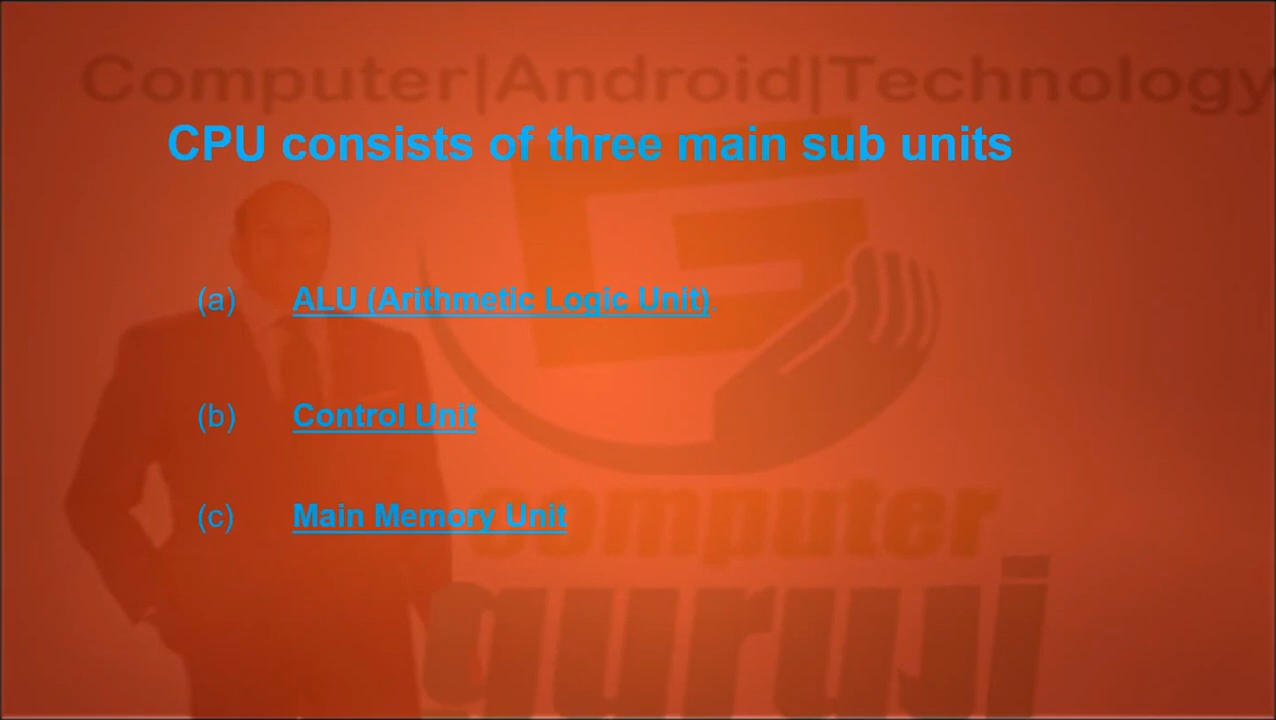 Computer|Android|Technology
CPU consists of three main sub units
(a) ALU (Arithmetic Logic Unit).
(b) Control Unit
(c) Main Memory Unit
computer
guruji